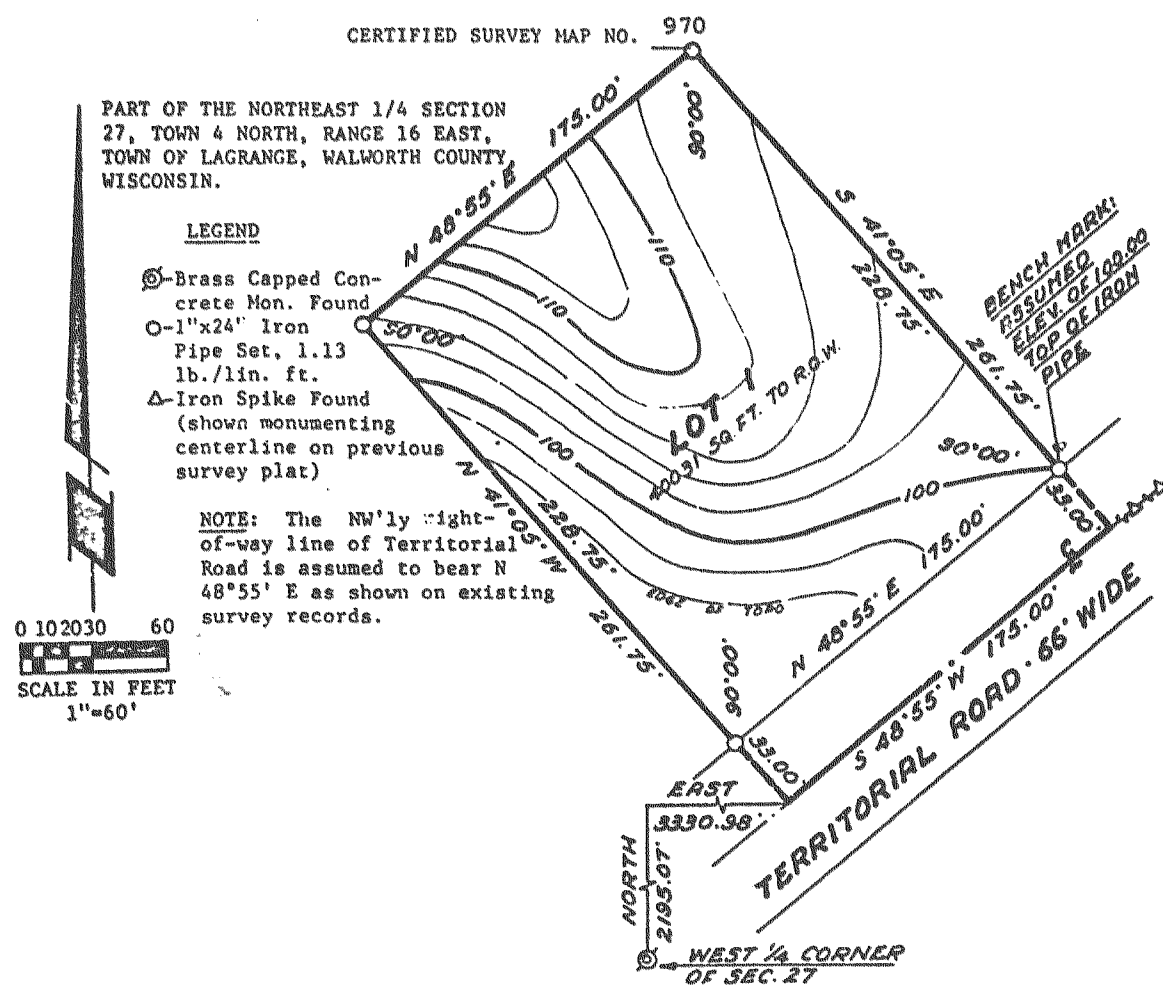 CERTIFIED SURVEY MAP NO. 970
PART OF THE NORTHEAST 1/4 SECTION
27, TOWN 4 NORTH, RANGE 16 EAST,
TOWN OF LAGRANGE, WALWORTH COUNTY,
WISCONSIN.
LEGEND
-Brass Capped Con-
crete Mon. Found
O-1"x24" Iron
Pipe Set, 1.13
lb./lin. ft.
△-Iron Spike Found
(shown monumenting
centerline on previous
survey plat)
NOTE: The NW'ly right-
of-way line of Territorial
Road is assumed to bear N
48°55' E as shown on existing
survey records.
0 10 20 30 60
SCALE IN FEET
1"=60'
N 48°55' E 175.00'
90°00'
90°00'
S 41°05' E
228.75'
261.75'
BENCH MARK:
ASSUMED
ELEV. OF 100.00
TOP OF IRON
PIPE
110
110
LOT 1
40031 SQ. FT. TO R.O.W.
100
100
N 41°05' W
228.75'
261.75'
90°00'
90°00'
33.00'
N 48°55' E 175.00'
33.00'
S 48°55' W 175.00'
TERRITORIAL ROAD - 66' WIDE
EAST
3330.98'
NORTH
2195.07'
WEST 1/4 CORNER
OF SEC. 27